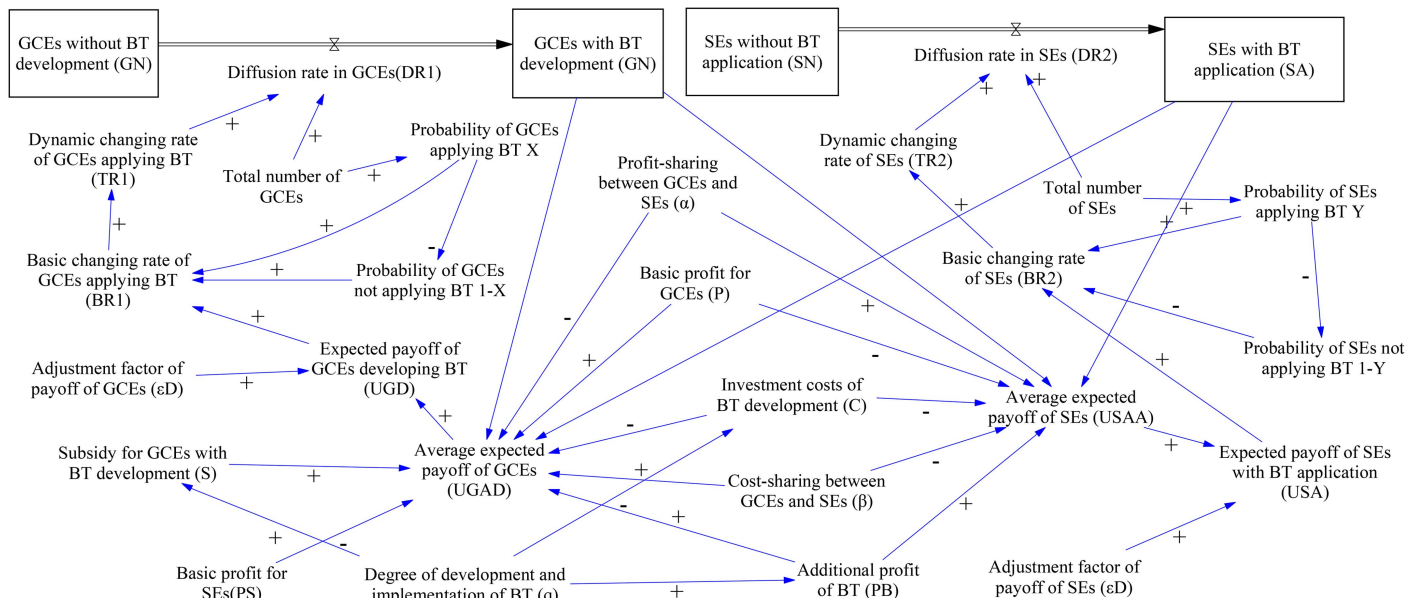 GCEs without BT
development (GN)
GCEs with BT
development (GN)
SEs without BT
application (SN)
SEs with BT
application (SA)
Diffusion rate in GCEs(DR1)
Diffusion rate in SEs (DR2)
Dynamic changing rate
of GCEs applying BT
(TR1)
Total number of
GCEs
Probability of GCEs
applying BT X
Profit-sharing
between GCEs and
SEs (α)
Dynamic changing
rate of SEs (TR2)
Total number
of SEs
Probability of SEs
applying BT Y
Basic changing rate of
GCEs applying BT
(BR1)
Probability of GCEs
not applying BT 1-X
Basic profit for
GCEs (P)
Basic changing rate
of SEs (BR2)
Adjustment factor of
payoff of GCEs (εD)
Expected payoff of
GCEs developing BT
(UGD)
Investment costs of
BT development (C)
Average expected
payoff of SEs (USAA)
Probability of SEs not
applying BT 1-Y
Subsidy for GCEs with
BT development (S)
Average expected
payoff of GCEs
(UGAD)
Cost-sharing between
GCEs and SEs (β)
Expected payoff of SEs
with BT application
(USA)
Basic profit for
SEs(PS)
Degree of development and
implementation of BT (q)
Additional profit
of BT (PB)
Adjustment factor of
payoff of SEs (εD)